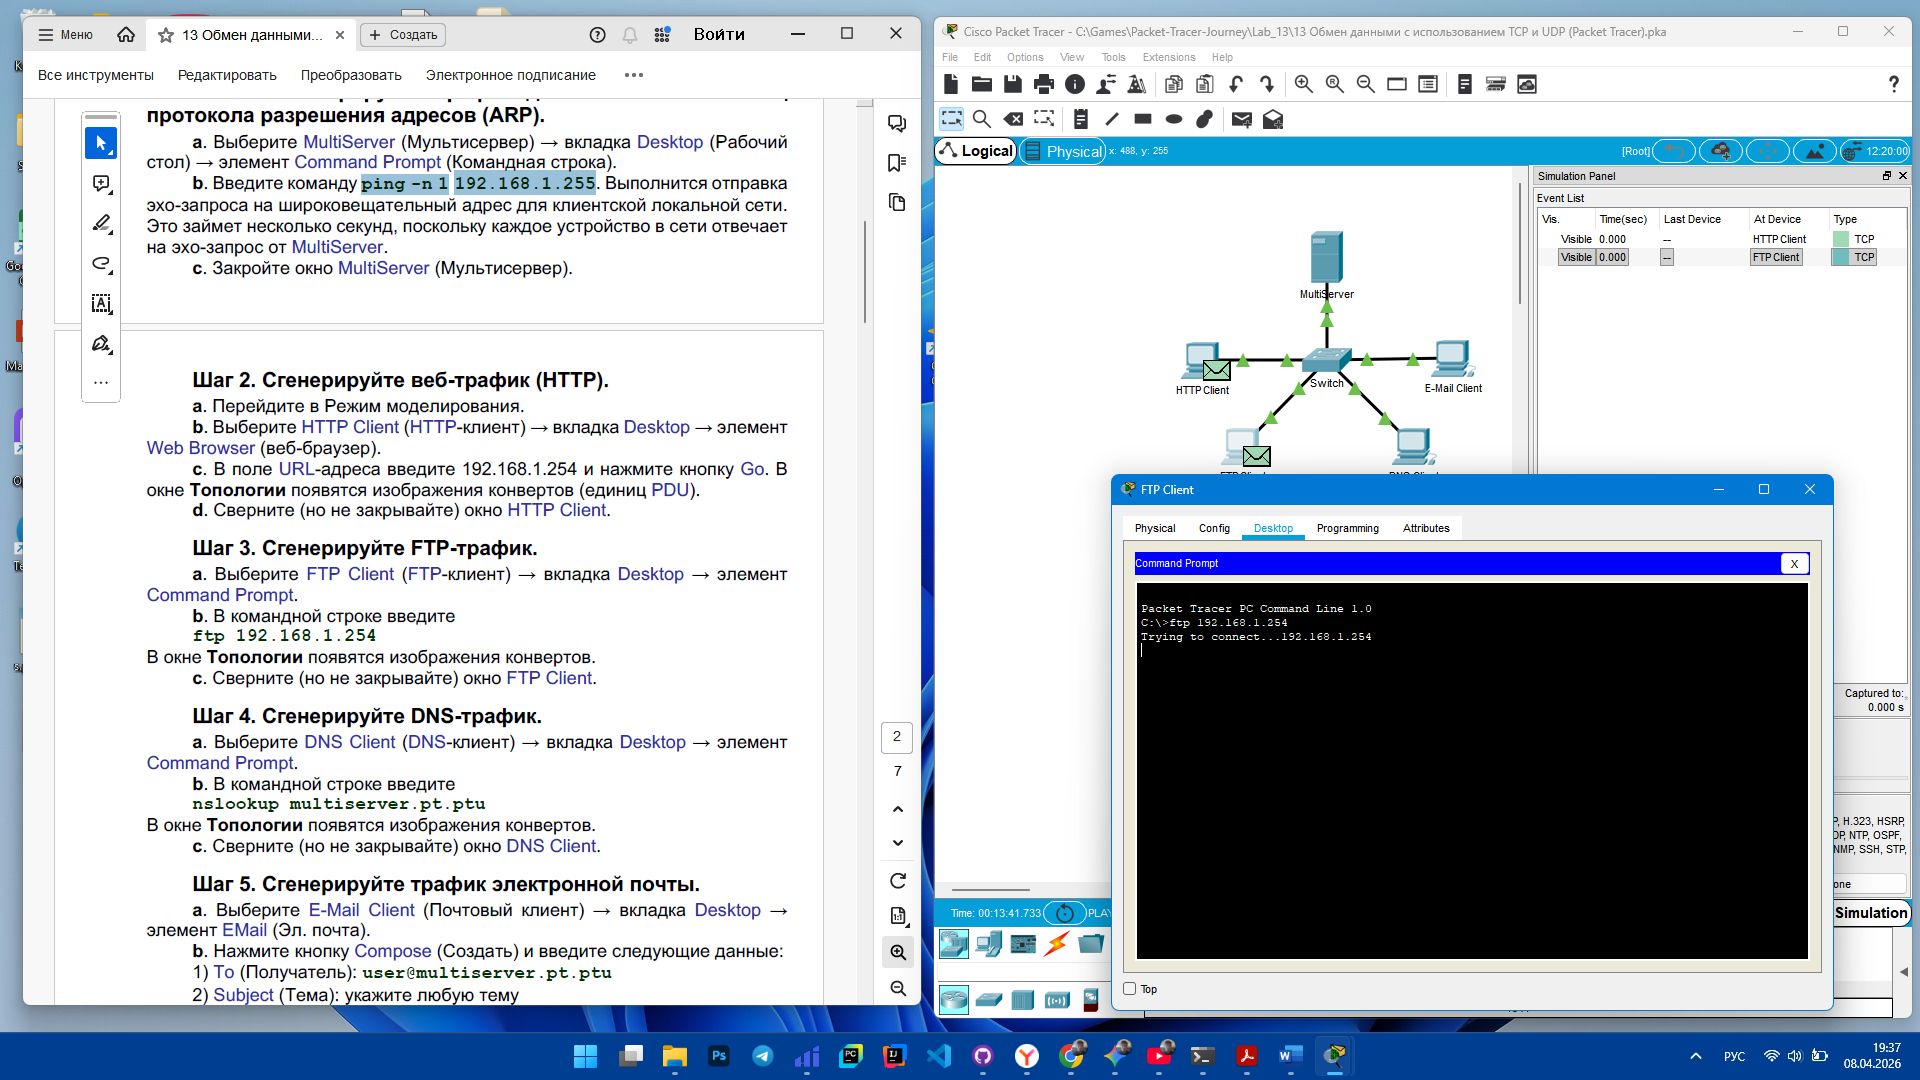 Меню
13 Обмен данными...
Создать
Войти
Все инструменты
Редактировать
Преобразовать
Электронное подписание
протокола разрешения адресов (ARP).
a. Выберите MultiServer (Мультисервер) → вкладка Desktop (Рабочий
стол) → элемент Command Prompt (Командная строка).
b. Введите команду ping -n 1 192.168.1.255. Выполнится отправка
эхо-запроса на широковещательный адрес для клиентской локальной сети.
Это займет несколько секунд, поскольку каждое устройство в сети отвечает
на эхо-запрос от MultiServer.
c. Закройте окно MultiServer (Мультисервер).
Шаг 2. Сгенерируйте веб-трафик (HTTP).
a. Перейдите в Режим моделирования.
b. Выберите HTTP Client (HTTP-клиент) → вкладка Desktop → элемент
Web Browser (веб-браузер).
c. В поле URL-адреса введите 192.168.1.254 и нажмите кнопку Go. В
окне Топологии появятся изображения конвертов (единиц PDU).
d. Сверните (но не закрывайте) окно HTTP Client.
Шаг 3. Сгенерируйте FTP-трафик.
a. Выберите FTP Client (FTP-клиент) → вкладка Desktop → элемент
Command Prompt.
b. В командной строке введите
ftp 192.168.1.254
В окне Топологии появятся изображения конвертов.
c. Сверните (но не закрывайте) окно FTP Client.
Шаг 4. Сгенерируйте DNS-трафик.
a. Выберите DNS Client (DNS-клиент) → вкладка Desktop → элемент
Command Prompt.
b. В командной строке введите
nslookup multiserver.pt.ptu
В окне Топологии появятся изображения конвертов.
c. Сверните (но не закрывайте) окно DNS Client.
Шаг 5. Сгенерируйте трафик электронной почты.
a. Выберите E-Mail Client (Почтовый клиент) → вкладка Desktop →
элемент EMail (Эл. почта).
b. Нажмите кнопку Compose (Создать) и введите следующие данные:
1) To (Получатель): user@multiserver.pt.ptu
2) Subject (Тема): укажите любую тему
2
7
Cisco Packet Tracer - C:\Games\Packet-Tracer-Journey\Lab_13\13 Обмен данными с использованием TCP и UDP (Packet Tracer).pka
File Edit Options View Tools Extensions Help
Logical
Physical
x: 488, y: 255
[Root]
12:20:00
MultiServer
HTTP Client
Switch
E-Mail Client
Simulation Panel
Event List
Vis. Time(sec) Last Device At Device Type
Visible 0.000 -- HTTP Client TCP
Visible 0.000 -- FTP Client TCP
Captured to:
0.000 s
P, H.323, HSRP,
NTP, OSPF,
SSH, STP,
Simulation
Time: 00:13:41.733
FTP Client
Physical
Config
Desktop
Programming
Attributes
Command Prompt
X
Packet Tracer PC Command Line 1.0
C:\>ftp 192.168.1.254
Trying to connect...192.168.1.254
Top
Ps
PC
РУС
19:37
08.04.2026